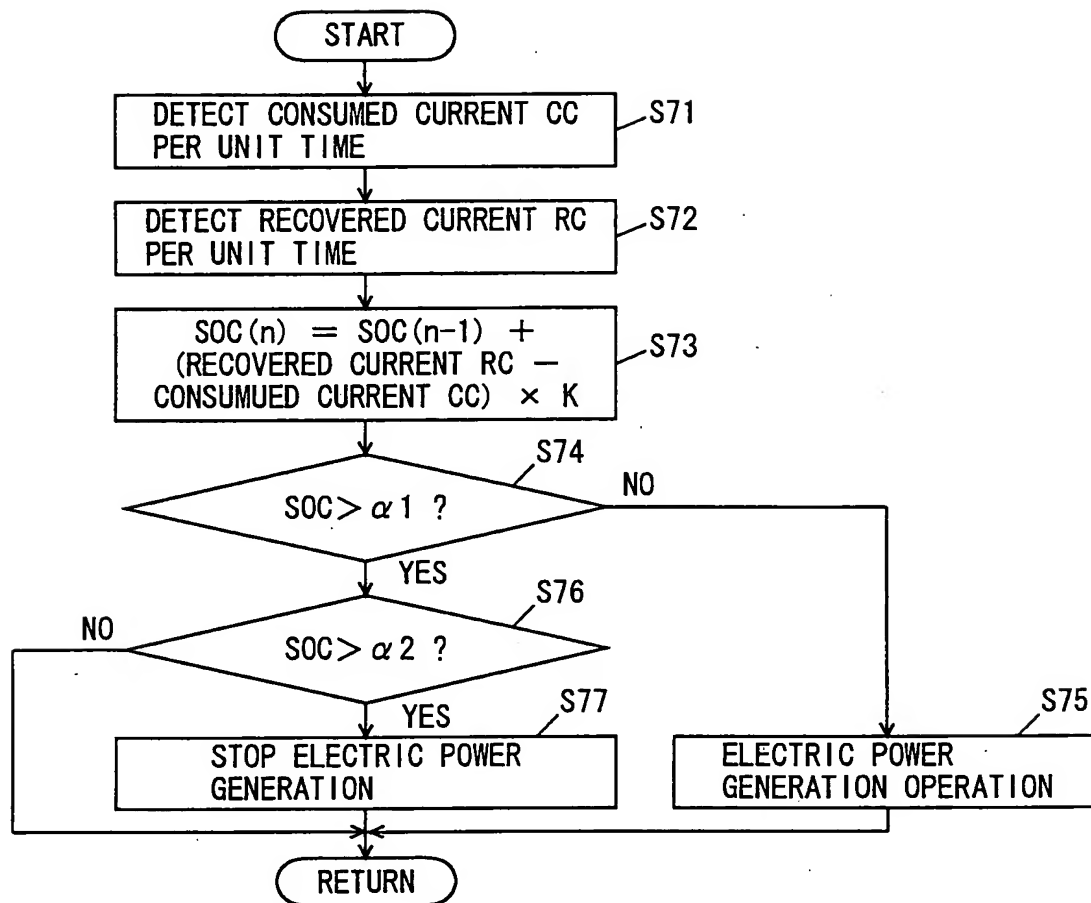 START
DETECT CONSUMED CURRENT CC
PER UNIT TIME
S71
DETECT RECOVERED CURRENT RC
PER UNIT TIME
S72
SOC(n) = SOC(n-1) +
(RECOVERED CURRENT RC −
CONSUMUED CURRENT CC) × K
S73
S74
SOC> α1 ?
NO
YES
S76
NO
SOC> α2 ?
YES
S77
STOP ELECTRIC POWER
GENERATION
S75
ELECTRIC POWER
GENERATION OPERATION
RETURN